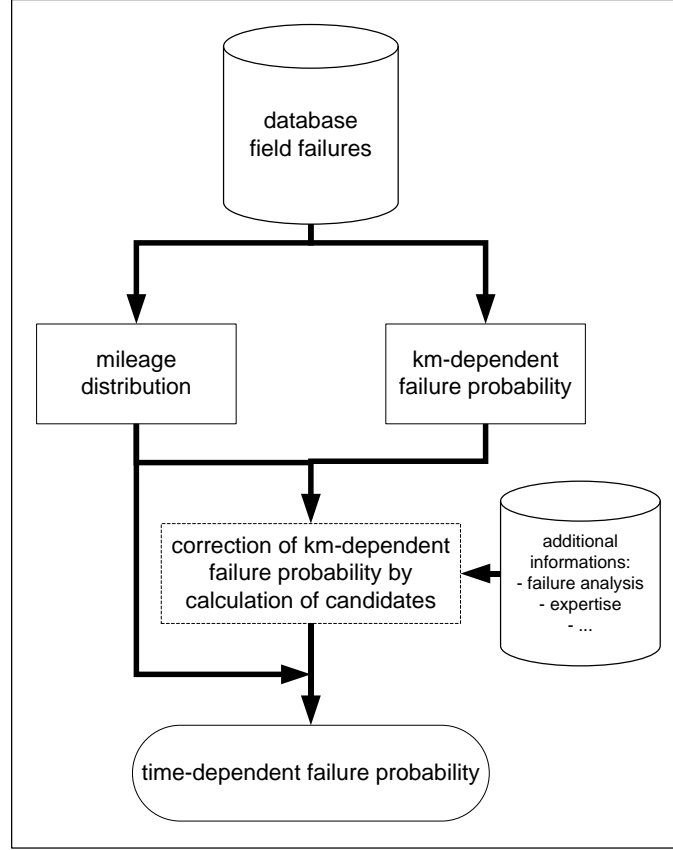 database
field failures
mileage
distribution
km-dependent
failure probability
correction of km-dependent
failure probability by
calculation of candidates
additional
informations:
- failure analysis
- expertise
- ...
time-dependent failure probability